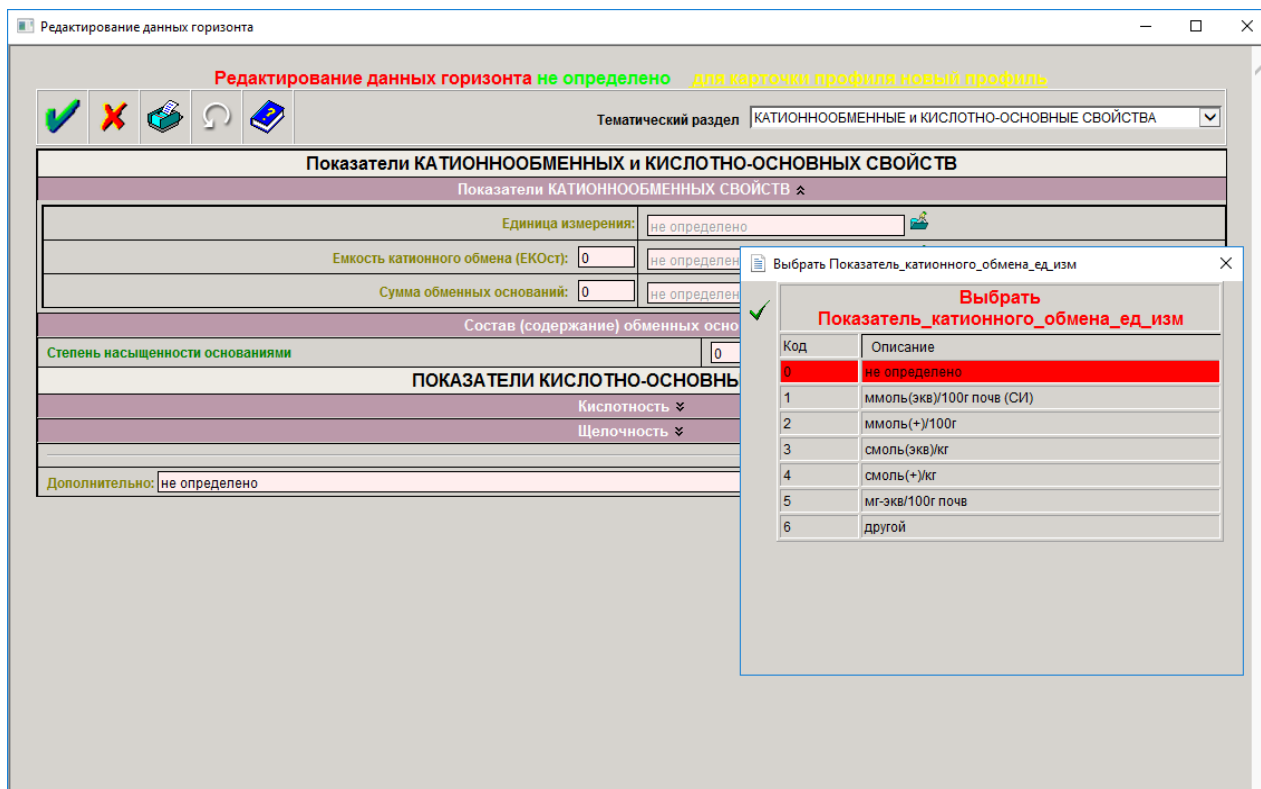 Редактирование данных горизонта
Редактирование данных горизонта не определено для карточки профиля новый профиль
Тематический раздел КАТИОННООБМЕННЫЕ и КИСЛОТНО-ОСНОВНЫЕ СВОЙСТВА
Показатели КАТИОННООБМЕННЫХ и КИСЛОТНО-ОСНОВНЫХ СВОЙСТВ
Показатели КАТИОННООБМЕННЫХ СВОЙСТВ
Единица измерения: не определено
Емкость катионного обмена (ЕКОст): 0 не определен
Сумма обменных оснований: 0 не определен
Состав (содержание) обменных осно
Степень насыщенности основаниями 0
ПОКАЗАТЕЛИ КИСЛОТНО-ОСНОВНЫ
Кислотность
Щелочность
Дополнительно: не определено
Выбрать Показатель_катионного_обмена_ед_изм
Выбрать
Показатель_катионного_обмена_ед_изм
Код Описание
0 не определено
1 ммоль(экв)/100г почв (СИ)
2 ммоль(+)/100г
3 смоль(экв)/кг
4 смоль(+)/кг
5 мг-экв/100г почв
6 другой